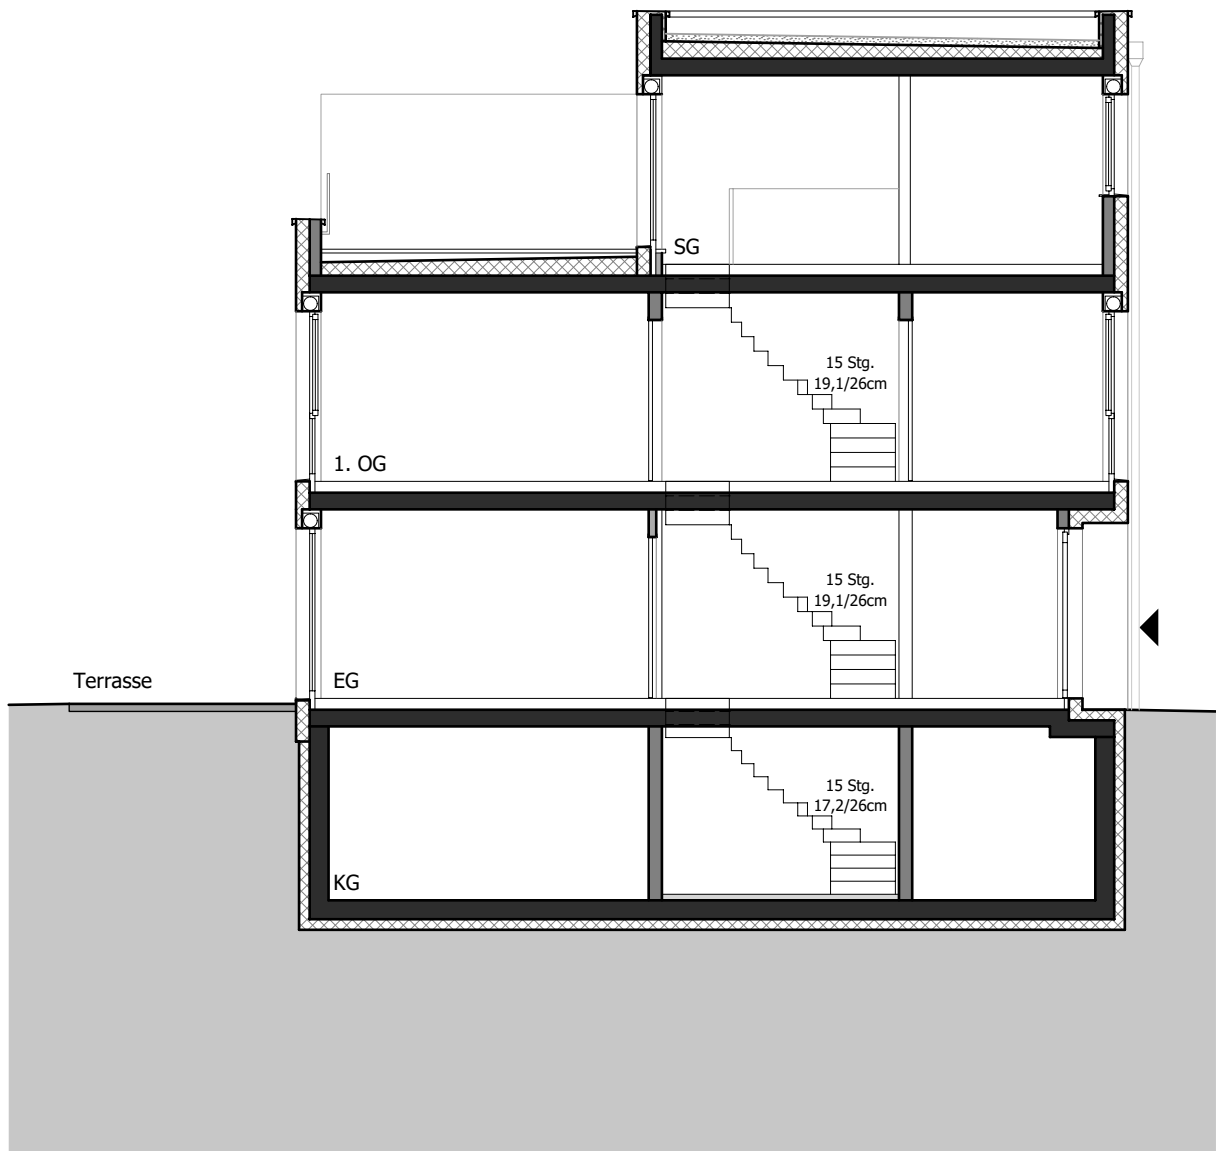 SG
15 Stg.
19,1/26cm
1. OG
15 Stg.
19,1/26cm
Terrasse
EG
15 Stg.
17,2/26cm
KG